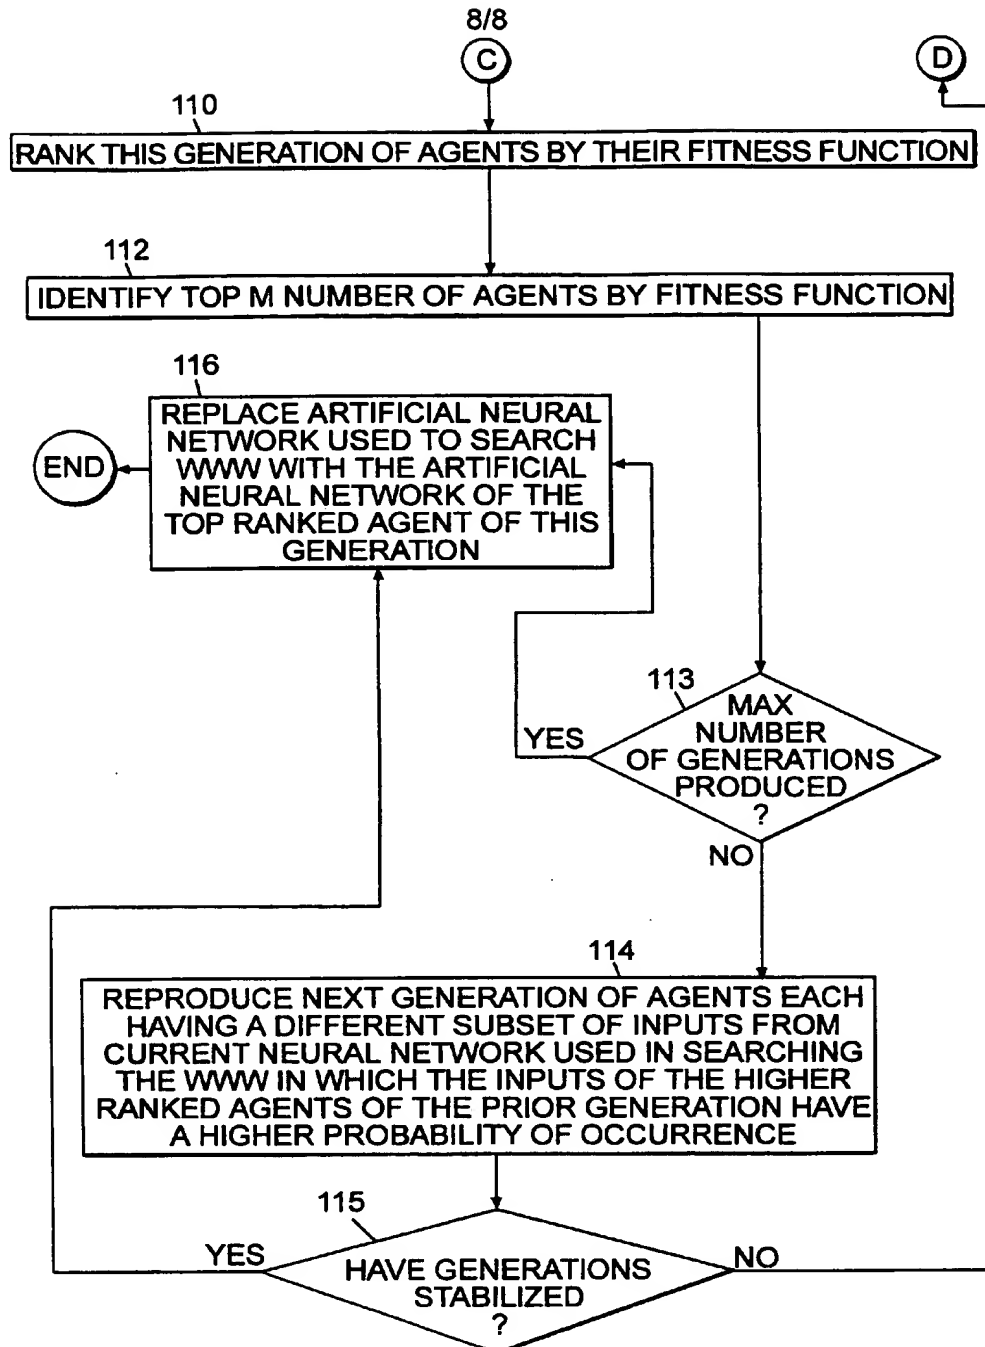 8/8
C
D
110
RANK THIS GENERATION OF AGENTS BY THEIR FITNESS FUNCTION
112
IDENTIFY TOP M NUMBER OF AGENTS BY FITNESS FUNCTION
116
REPLACE ARTIFICIAL NEURAL
NETWORK USED TO SEARCH
WWW WITH THE ARTIFICIAL
NEURAL NETWORK OF THE
TOP RANKED AGENT OF THIS
GENERATION
END
113
MAX
NUMBER
OF GENERATIONS
PRODUCED
?
YES
NO
114
REPRODUCE NEXT GENERATION OF AGENTS EACH
HAVING A DIFFERENT SUBSET OF INPUTS FROM
CURRENT NEURAL NETWORK USED IN SEARCHING
THE WWW IN WHICH THE INPUTS OF THE HIGHER
RANKED AGENTS OF THE PRIOR GENERATION HAVE
A HIGHER PROBABILITY OF OCCURRENCE
115
YES
HAVE GENERATIONS
STABILIZED
?
NO